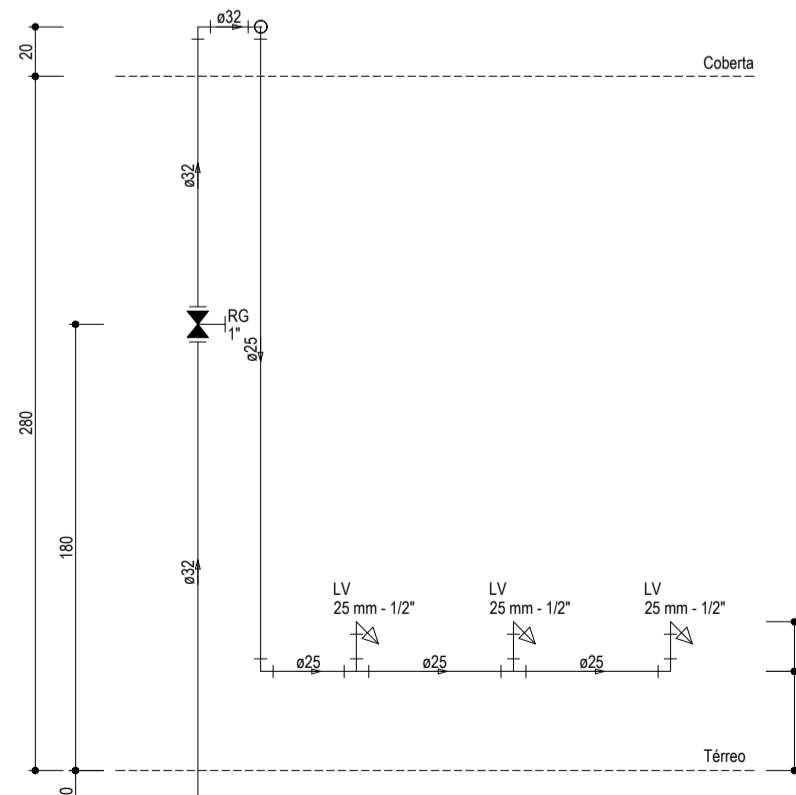 ø32
20
Coberta
ø32
RG
1"
ø25
280
180
ø32
LV
25 mm - 1/2"
LV
25 mm - 1/2"
LV
25 mm - 1/2"
ø25
ø25
ø25
Térreo
0